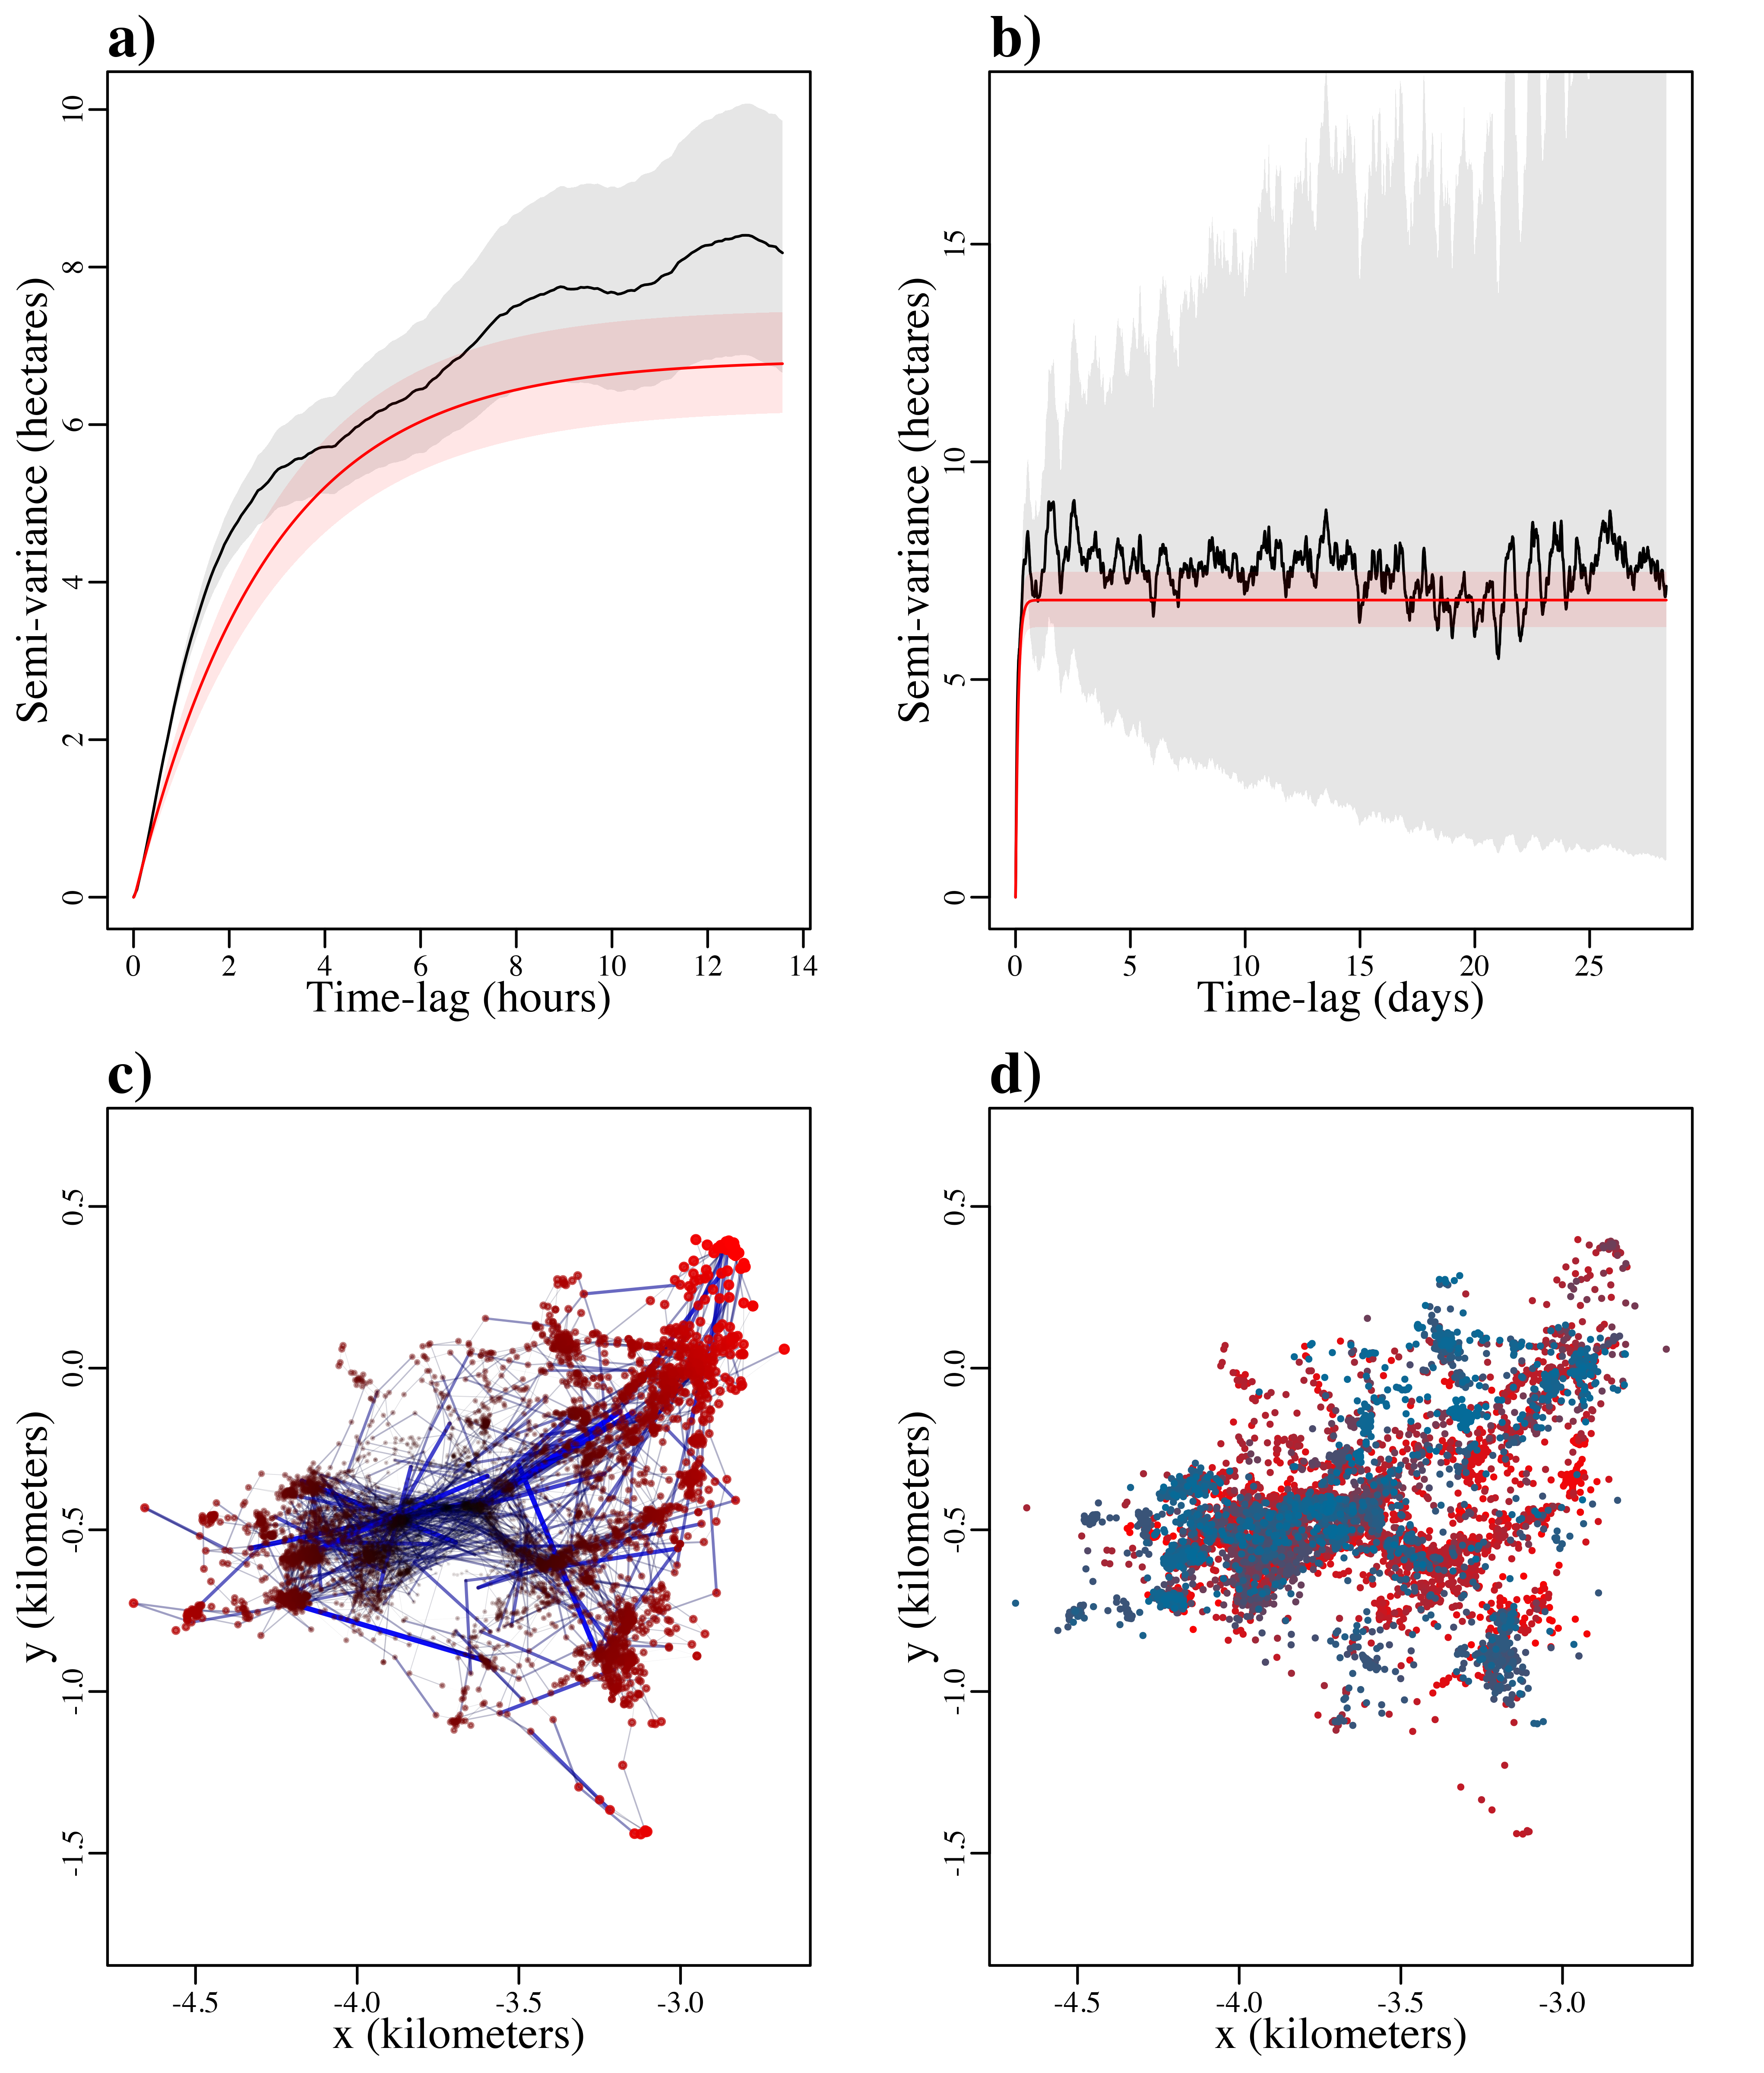 a)
Semi-variance (hectares)
10
8
6
4
2
0
0 2 4 6 8 10 12 14
Time-lag (hours)
b)
Semi-variance (hectares)
15
10
5
0
0 5 10 15 20 25
Time-lag (days)
c)
y (kilometers)
0.5
0.0
-0.5
-1.0
-1.5
-4.5 -4.0 -3.5 -3.0
x (kilometers)
d)
y (kilometers)
0.5
0.0
-0.5
-1.0
-1.5
-4.5 -4.0 -3.5 -3.0
x (kilometers)